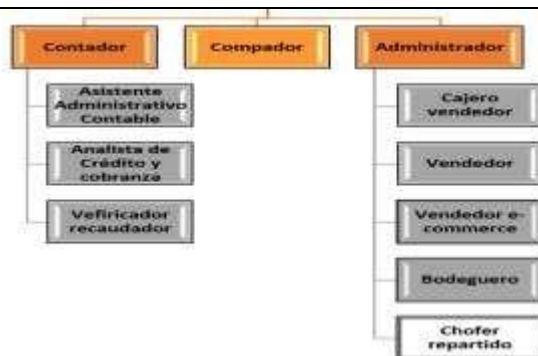 Contador
Compador
Administrador
Asistente
Administrativo
Contable
Analista de
Crédito y
cobranza
Vefiricador
recaudador
Cajero
vendedor
Vendedor
Vendedor e-
commerce
Bodeguero
Chofer
repartido